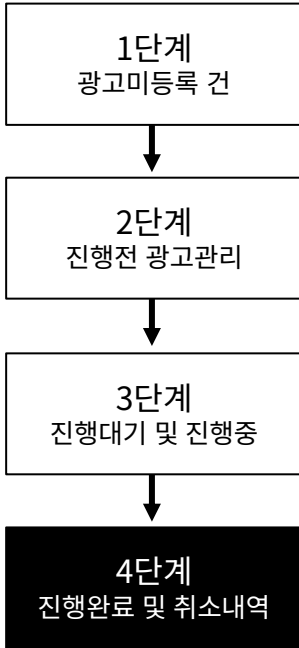 1단계
광고미등록 건
2단계
진행전 광고관리
3단계
진행대기 및 진행중
4단계
진행완료 및 취소내역